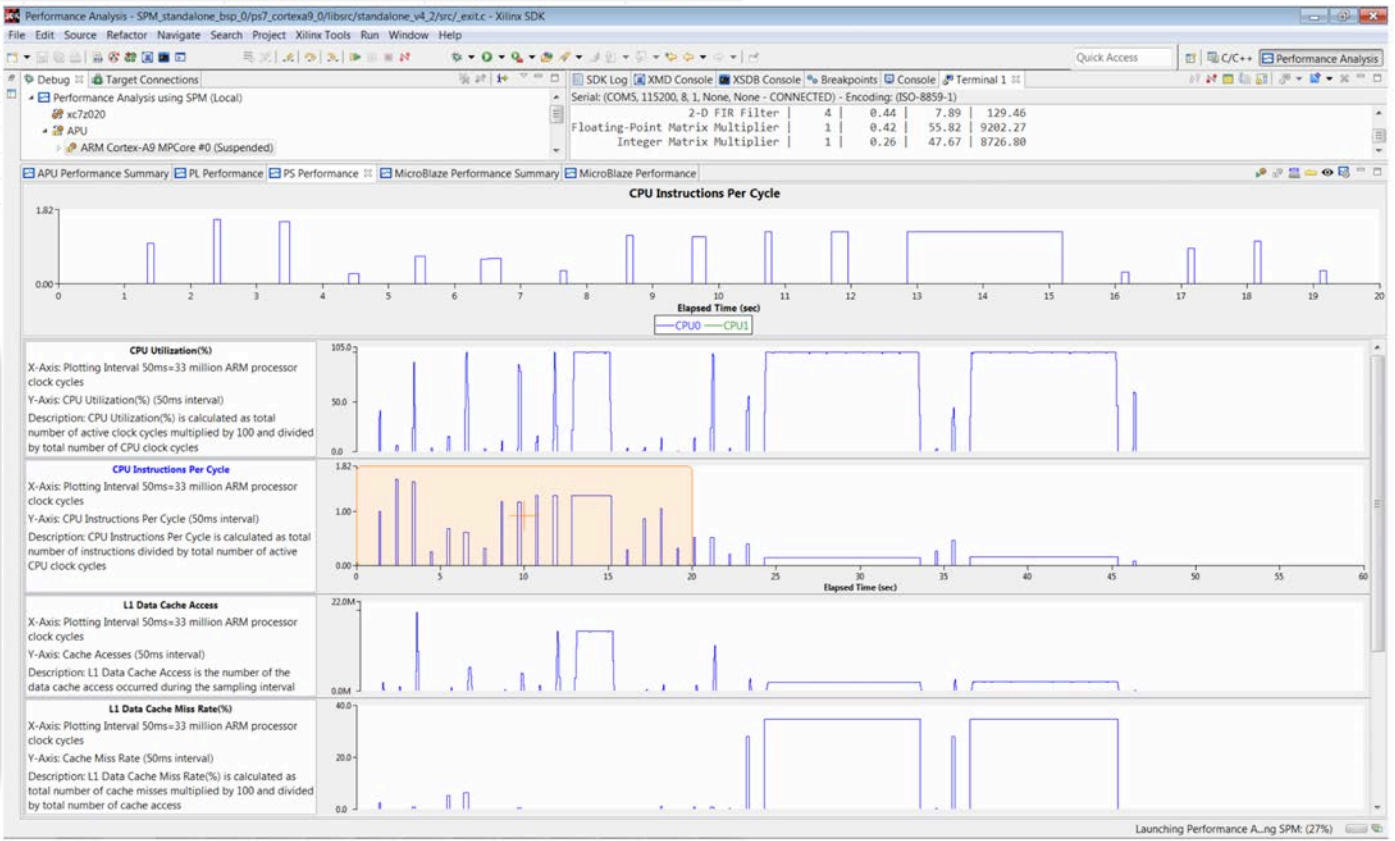 Performance Analysis - SPM_standalone_bsp_0/ps7_cortexa9_0/libsrc/standalone_v4_2/src/_exit.c - Xilinx SDK
File Edit Source Refactor Navigate Search Project Xilinx Tools Run Window Help
Quick Access
C/C++
Performance Analysis
Debug
Target Connections
Performance Analysis using SPM (Local)
xc7z020
APU
ARM Cortex-A9 MPCore #0 (Suspended)
SDK Log
XMD Console
XSDB Console
Breakpoints
Console
Terminal 1
Serial: (COM5, 115200, 8, 1, None, None - CONNECTED) - Encoding: (ISO-8859-1)
2-D FIR Filter | 4 | 0.44 | 7.89 | 129.46
Floating-Point Matrix Multiplier | 1 | 0.42 | 55.82 | 9202.27
Integer Matrix Multiplier | 1 | 0.26 | 47.67 | 8726.80
APU Performance Summary
PL Performance
PS Performance
MicroBlaze Performance Summary
MicroBlaze Performance
CPU Instructions Per Cycle
1.82
0.00
0 1 2 3 4 5 6 7 8 9 10 11 12 13 14 15 16 17 18 19 20
Elapsed Time (sec)
CPU0 CPU1
CPU Utilization(%)
X-Axis: Plotting Interval 50ms=33 million ARM processor
clock cycles
Y-Axis: CPU Utilization(%) (50ms interval)
Description: CPU Utilization(%) is calculated as total
number of active clock cycles multiplied by 100 and divided
by total number of CPU clock cycles
105.0
50.0
0.0
CPU Instructions Per Cycle
X-Axis: Plotting Interval 50ms=33 million ARM processor
clock cycles
Y-Axis: CPU Instructions Per Cycle (50ms interval)
Description: CPU Instructions Per Cycle is calculated as total
number of instructions divided by total number of active
CPU clock cycles
1.82
1.00
0.00
0 5 10 15 20 25 30 35 40 45 50 55 60
Elapsed Time (sec)
L1 Data Cache Access
X-Axis: Plotting Interval 50ms=33 million ARM processor
clock cycles
Y-Axis: Cache Acesses (50ms interval)
Description: L1 Data Cache Access is the number of the
data cache access occurred during the sampling interval
22.0M
0.0M
L1 Data Cache Miss Rate(%)
X-Axis: Plotting Interval 50ms=33 million ARM processor
clock cycles
Y-Axis: Cache Miss Rate (50ms interval)
Description: L1 Data Cache Miss Rate(%) is calculated as
total number of cache misses multiplied by 100 and divided
by total number of cache access
40.0
20.0
0.0
Launching Performance A...ng SPM: (27%)